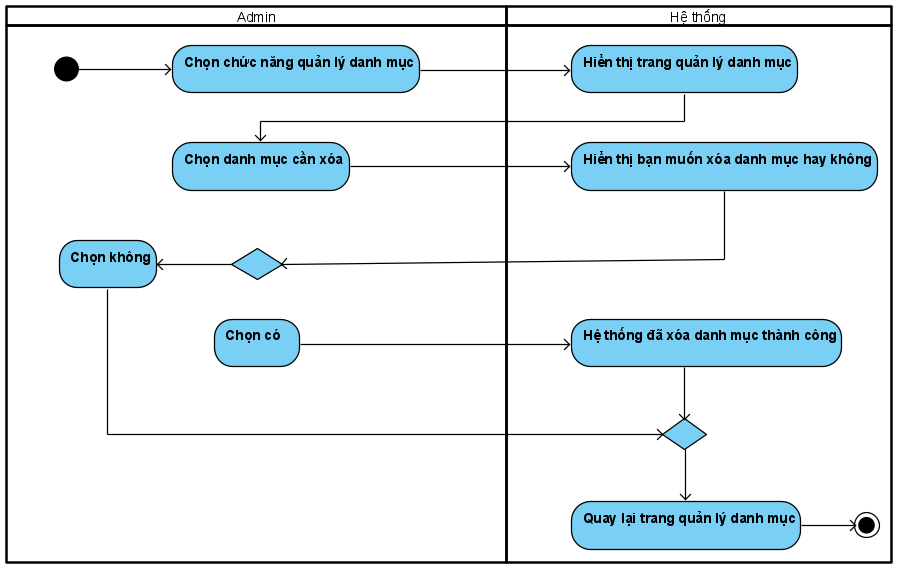 Admin
Hệ thống
Chọn chức năng quản lý danh mục
Hiển thị trang quản lý danh mục
Chọn danh mục cần xóa
Hiển thị bạn muốn xóa danh mục hay không
Chọn không
Chọn có
Hệ thống đã xóa danh mục thành công
Quay lại trang quản lý danh mục